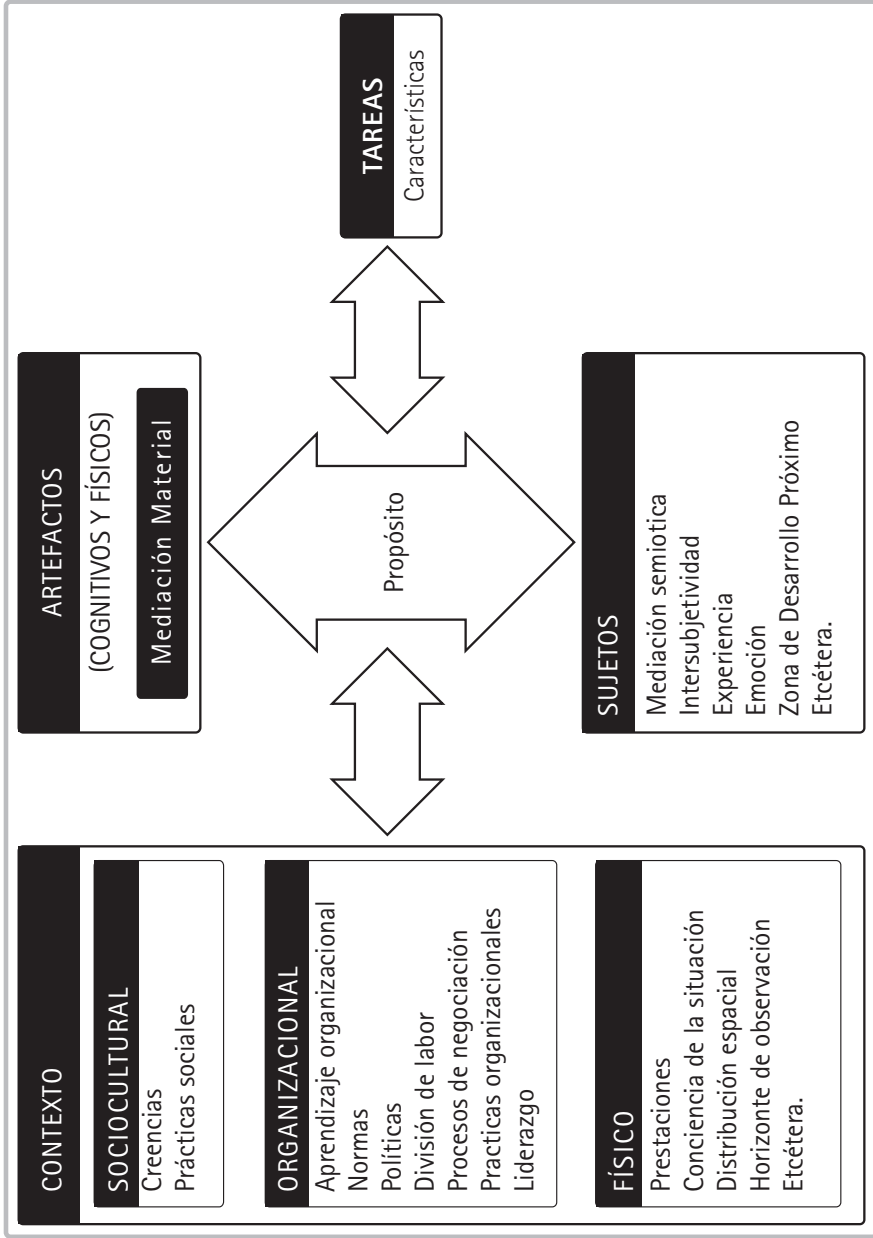 CONTEXTO
SOCIOCULTURAL
Creencias
Prácticas sociales
ORGANIZACIONAL
Aprendizaje organizacional
Normas
Políticas
División de labor
Procesos de negociación
Practicas organizacionales
Liderazgo
FÍSICO
Prestaciones
Conciencia de la situación
Distribución espacial
Horizonte de observación
Etcétera.
ARTEFACTOS
(COGNITIVOS Y FÍSICOS)
Mediación Material
Propósito
SUJETOS
Mediación semiotica
Intersubjetividad
Experiencia
Emoción
Zona de Desarrollo Próximo
Etcétera.
TAREAS
Características